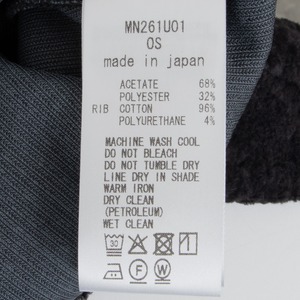 MN261U01
OS
made in japan
ACETATE 68%
POLYESTER 32%
RIB COTTON 96%
POLYURETHANE 4%
MACHINE WASH COOL
DO NOT BLEACH
DO NOT TUMBLE DRY
LINE DRY IN SHADE
WARM IRON
DRY CLEAN
(PETROLEUM)
WET CLEAN
30
F W